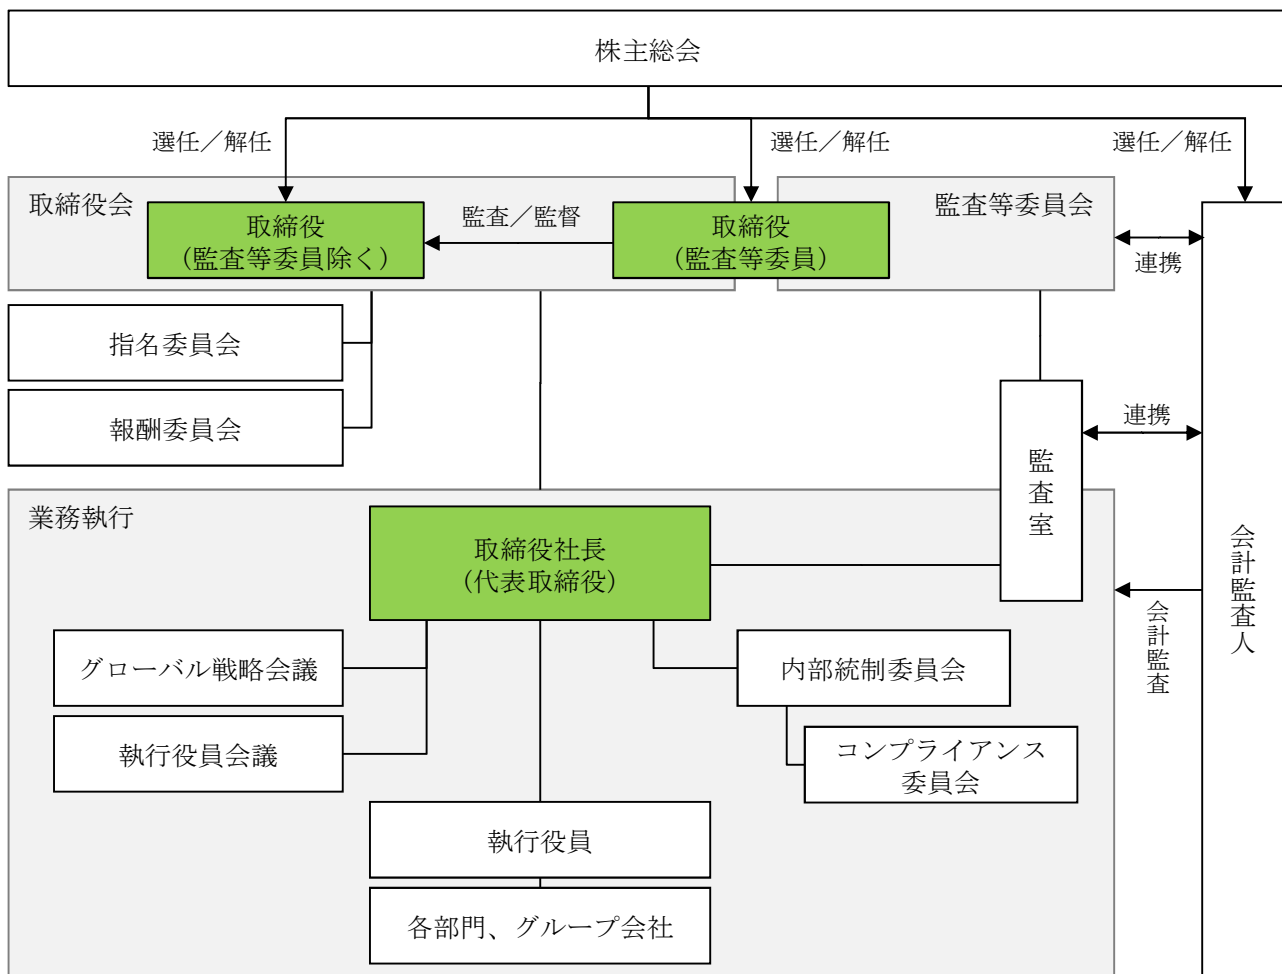 株主総会
選任／解任
選任／解任
選任／解任
取締役会
取締役
（監査等委員除く）
監査／監督
取締役
（監査等委員）
監査等委員会
連携
指名委員会
報酬委員会
連携
監査室
業務執行
取締役社長
（代表取締役）
会計監査人
会計監査
グローバル戦略会議
内部統制委員会
執行役員会議
コンプライアンス
委員会
執行役員
各部門、グループ会社